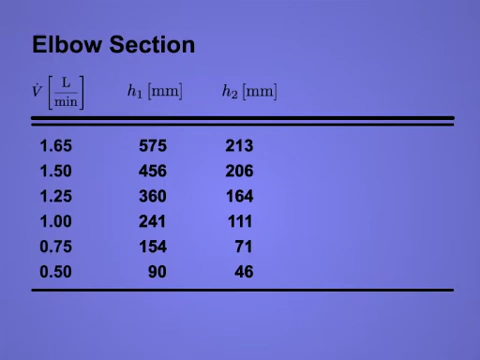 Elbow Section
V̇ [L/min] h₁ [mm] h₂ [mm]
1.65 575 213
1.50 456 206
1.25 360 164
1.00 241 111
0.75 154 71
0.50 90 46